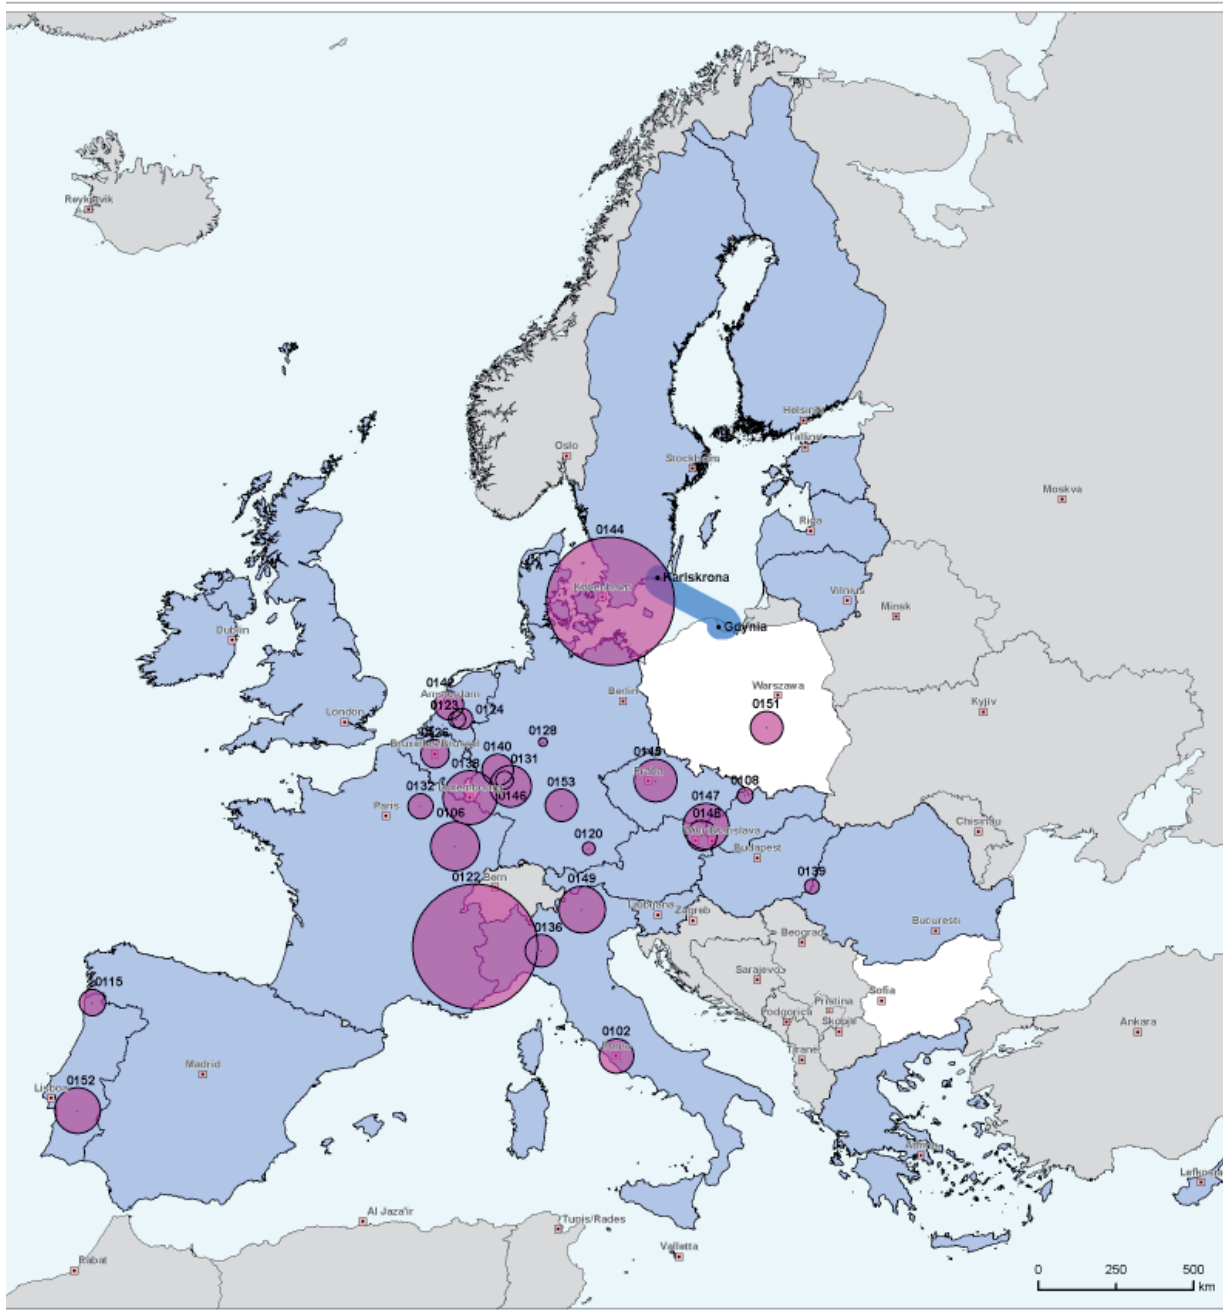 Reykjavik
Helsinki
Tallinn
Oslo
Stockholm
Moskva
Riga
0144
Karlskrona
København
Vilnius
Minsk
Gdynia
Dublin
Warszawa
0142
Amsterdam
Berlin
Kyjiv
0151
0123
0124
London
0128
0126
Bruxelles/Brussel
0140
0131
0145
0138
Praha
0132
Luxembourg
0153
0108
0146
0147
Paris
0106
0148
Chisinau
Bratislava
0120
Budapest
0122
Bern
0149
0139
Ljubljana
Zagreb
0136
Bucuresti
Beograd
Sarajevo
0115
Sofia
Pristina
Podgorica
Skopje
Ankara
0102
Roma
Tirane
Madrid
0152
Lisboa
Athina
Lefkosia
Al Jaza'ir
Tunis/Rades
Valletta
Rabat
0 250 500
km